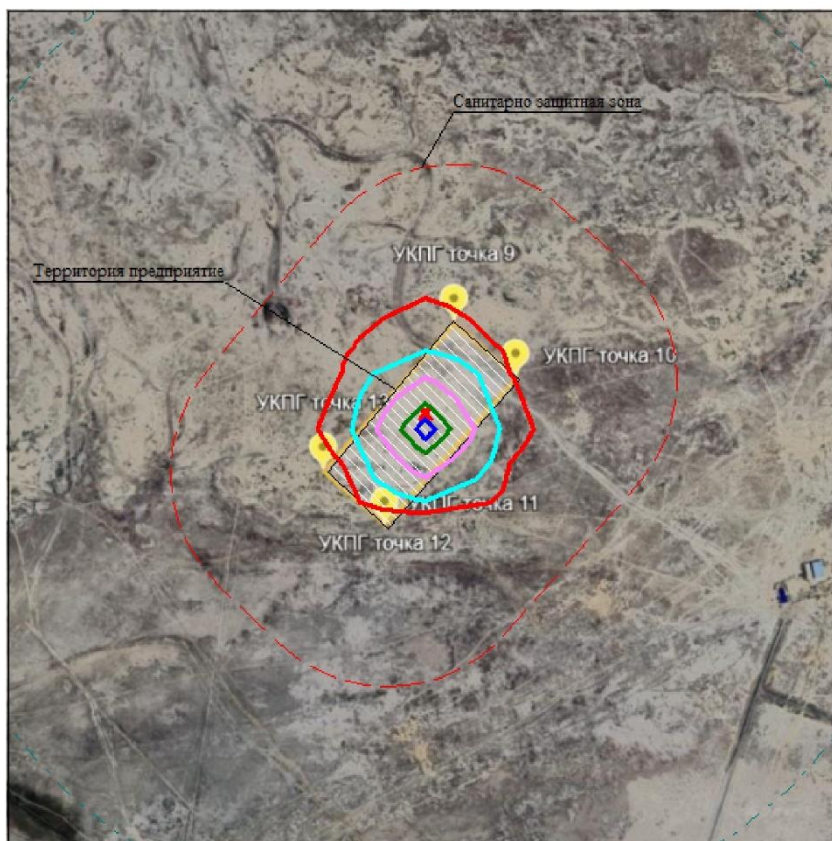 Санитарно защитная зона
УКПГ точка 9
Территория предприятие
УКПГ точка 10
УКПГ точка 13
УКПГ точка 11
УКПГ точка 12